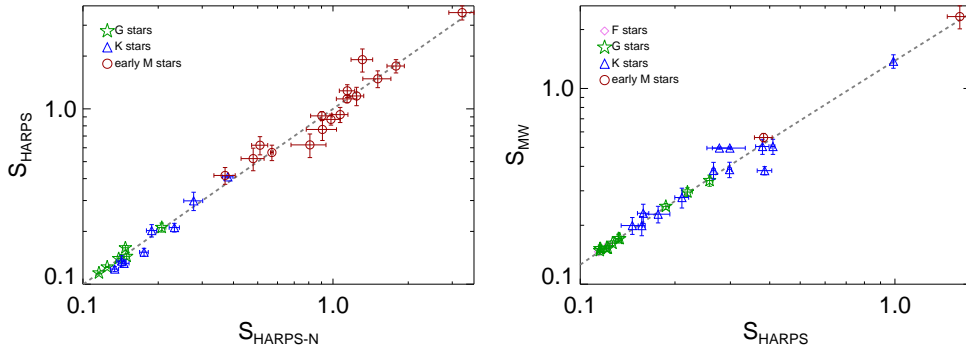 G stars
K stars
early M stars
1.0
0.1
0.1
1.0
S_HARPS
S_HARPS-N
F stars
G stars
K stars
early M stars
1.0
0.1
0.1
1.0
S_MW
S_HARPS